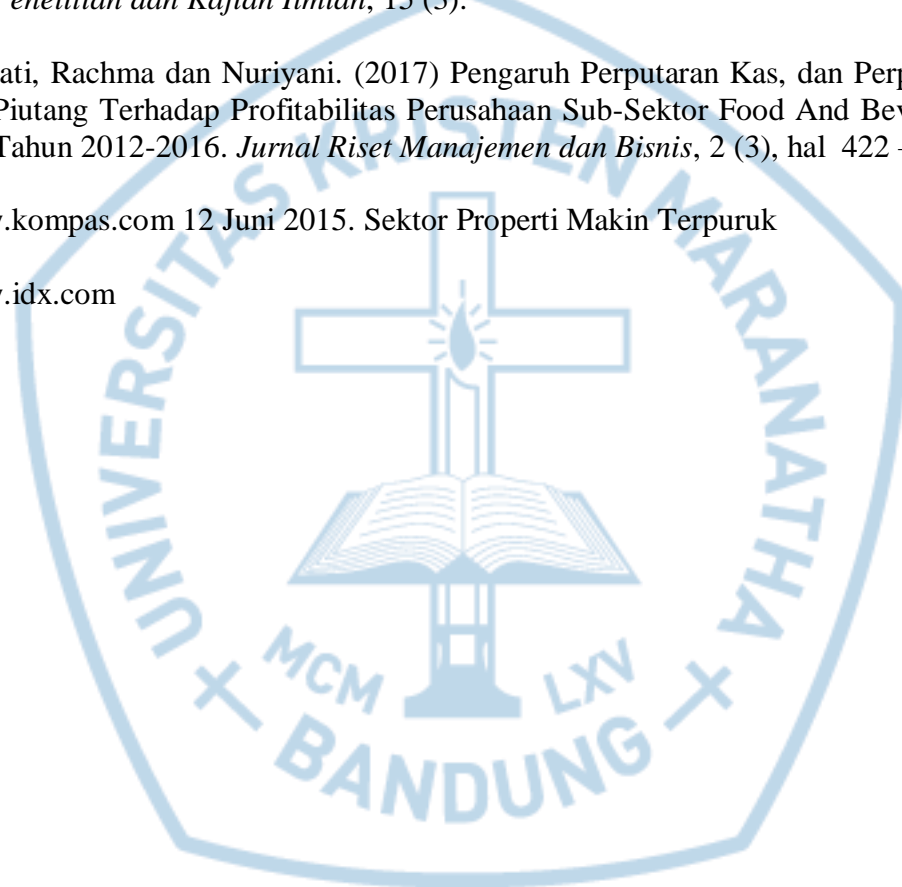 enelitian dan Kajian Ilmiah, 15 (3).
ati, Rachma dan Nuriyani. (2017) Pengaruh Perputaran Kas, dan Perp
Piutang Terhadap Profitabilitas Perusahaan Sub-Sektor Food And Bev
Tahun 2012-2016. Jurnal Riset Manajemen dan Bisnis, 2 (3), hal 422 –
.kompas.com 12 Juni 2015. Sektor Properti Makin Terpuruk
.idx.com
UNIVERSITAS KRISTEN MARANATHA
MCM LXV
BANDUNG